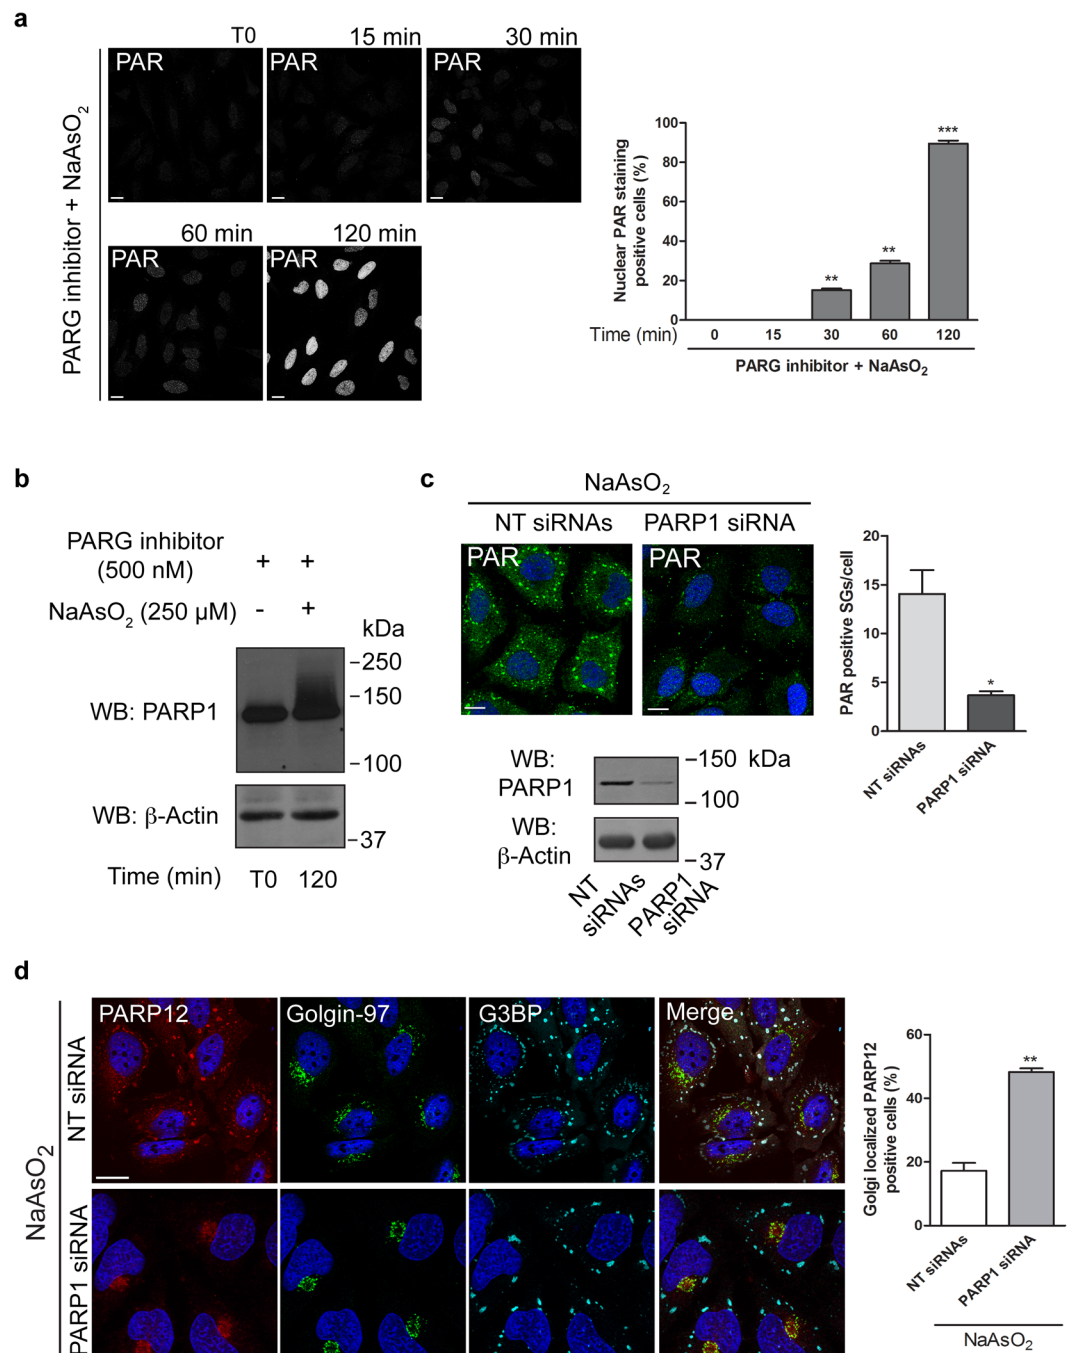 a
T0
15 min
30 min
PAR
PAR
PAR
60 min
120 min
PAR
PAR
PARG inhibitor + NaAsO₂
Nuclear PAR staining
positive cells (%)
100
80
60
40
20
0
**
**
***
Time (min)
0
15
30
60
120
PARG inhibitor + NaAsO₂
b
PARG inhibitor
(500 nM)
+ +
NaAsO₂ (250 µM)
- +
kDa
250
150
100
WB: PARP1
WB: β-Actin
37
Time (min)
T0
120
c
NaAsO₂
NT siRNAs
PARP1 siRNA
PAR
PAR
PAR positive SGs/cell
20
15
10
5
0
*
NT siRNAs
PARP1 siRNA
WB:
PARP1
150 kDa
100
WB:
β-Actin
37
NT
siRNAs
PARP1
siRNA
d
NaAsO₂
NT siRNA
PARP1 siRNA
PARP12
Golgin-97
G3BP
Merge
Golgi localized PARP12
positive cells (%)
60
40
20
0
**
NT siRNAs
PARP1 siRNA
NaAsO₂